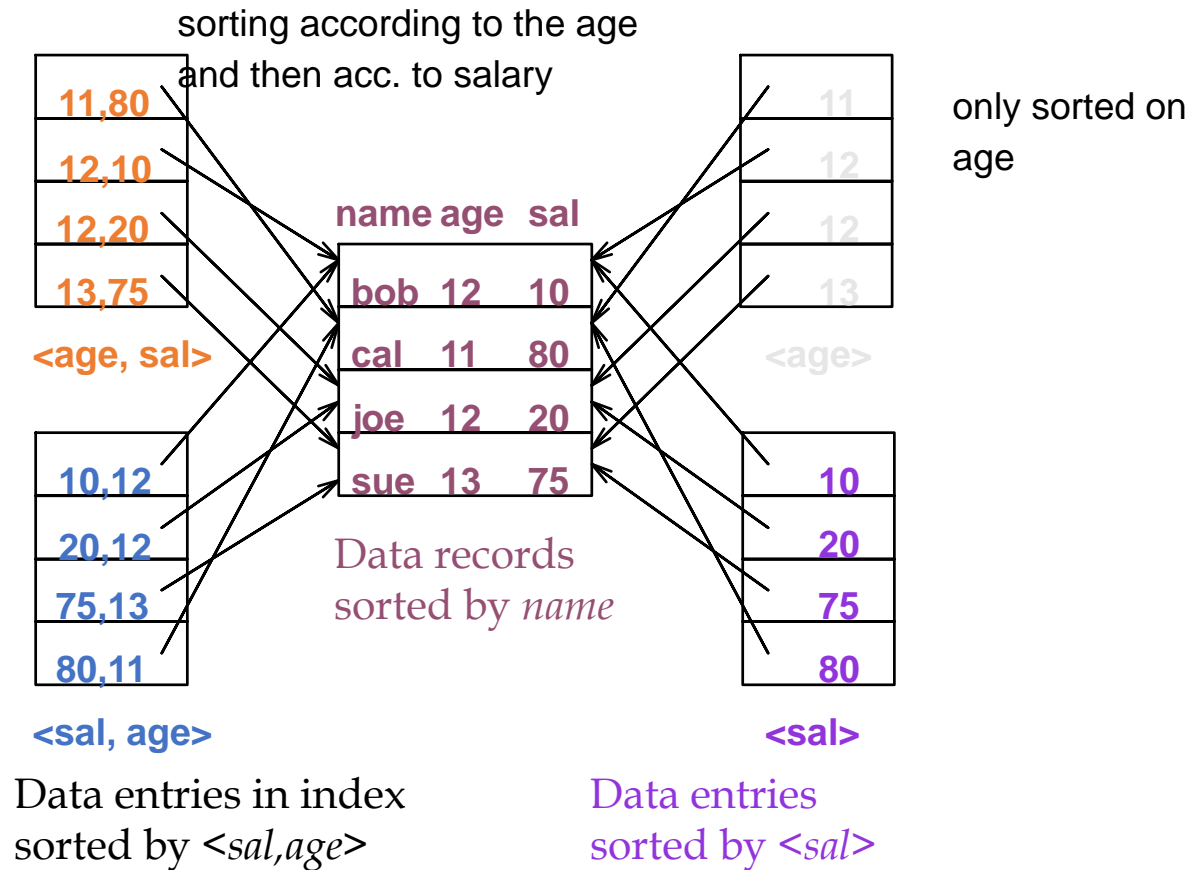 sorting according to the age
and then acc. to salary
11,80
12,10
12,20
13,75
<age, sal>
11
12
12
13
<age>
only sorted on
age
name age sal
bob 12 10
cal 11 80
joe 12 20
sue 13 75
Data records
sorted by name
10,12
20,12
75,13
80,11
<sal, age>
Data entries in index
sorted by <sal,age>
10
20
75
80
<sal>
Data entries
sorted by <sal>